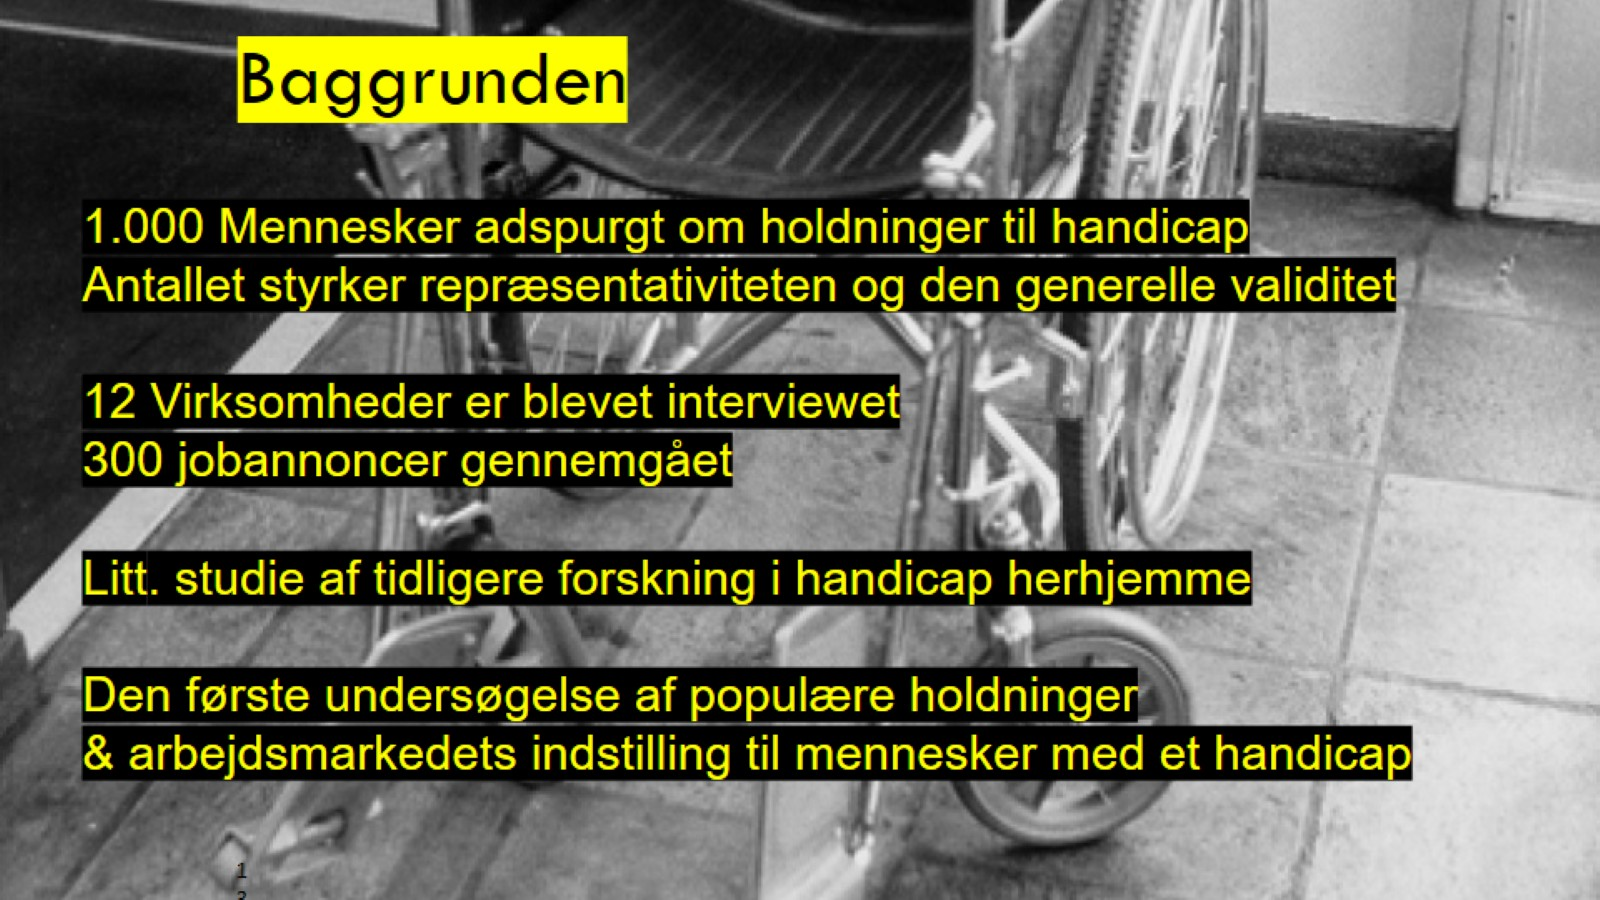 Baggrunden
1.000 Mennesker adspurgt om holdninger til handicap
Antallet styrker repræsentativiteten og den generelle validitet
12 Virksomheder er blevet interviewet
300 jobannoncer gennemgået
Litt. studie af tidligere forskning i handicap herhjemme
Den første undersøgelse af populære holdninger
& arbejdsmarkedets indstilling til mennesker med et handicap
1